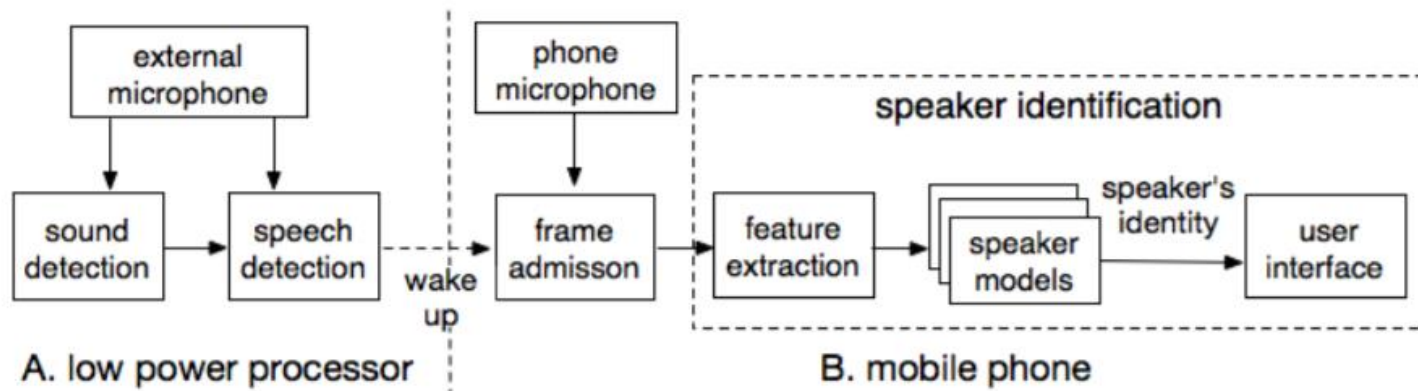 external
microphone
phone
microphone
speaker identification
sound
detection
speech
detection
wake
up
frame
admisson
feature
extraction
speaker
models
speaker's
identity
user
interface
A. low power processor
B. mobile phone